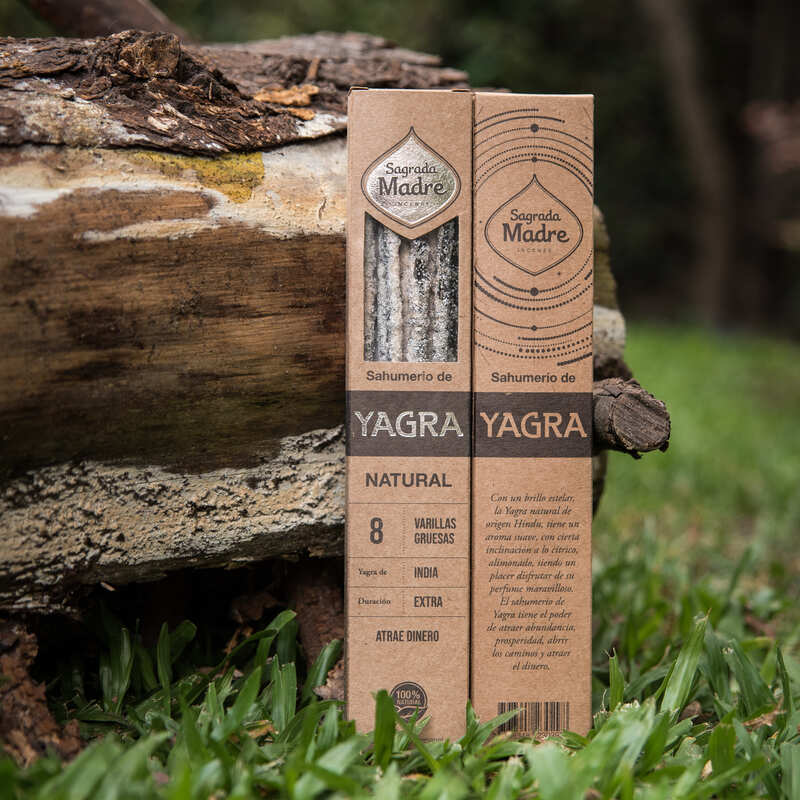 Sagrada
Madre
INCENSE
Sahumerio de
YAGRA
NATURAL
8 VARILLAS
GRUESAS
Yagra de INDIA
Duración EXTRA
ATRAE DINERO
100%
NATURAL
Sagrada
Madre
INCENSE
Sahumerio de
YAGRA
Con un brillo estelar,
la Yagra natural de
origen Hindu, tiene un
aroma suave, con cierta
inclinación a lo cítrico,
alimonado, siendo un
placer disfrutar de su
perfume maravilloso.
El sahumerio de
Yagra tiene el poder
de atraer abundancia,
prosperidad, abrir
los caminos y atraer
el dinero.